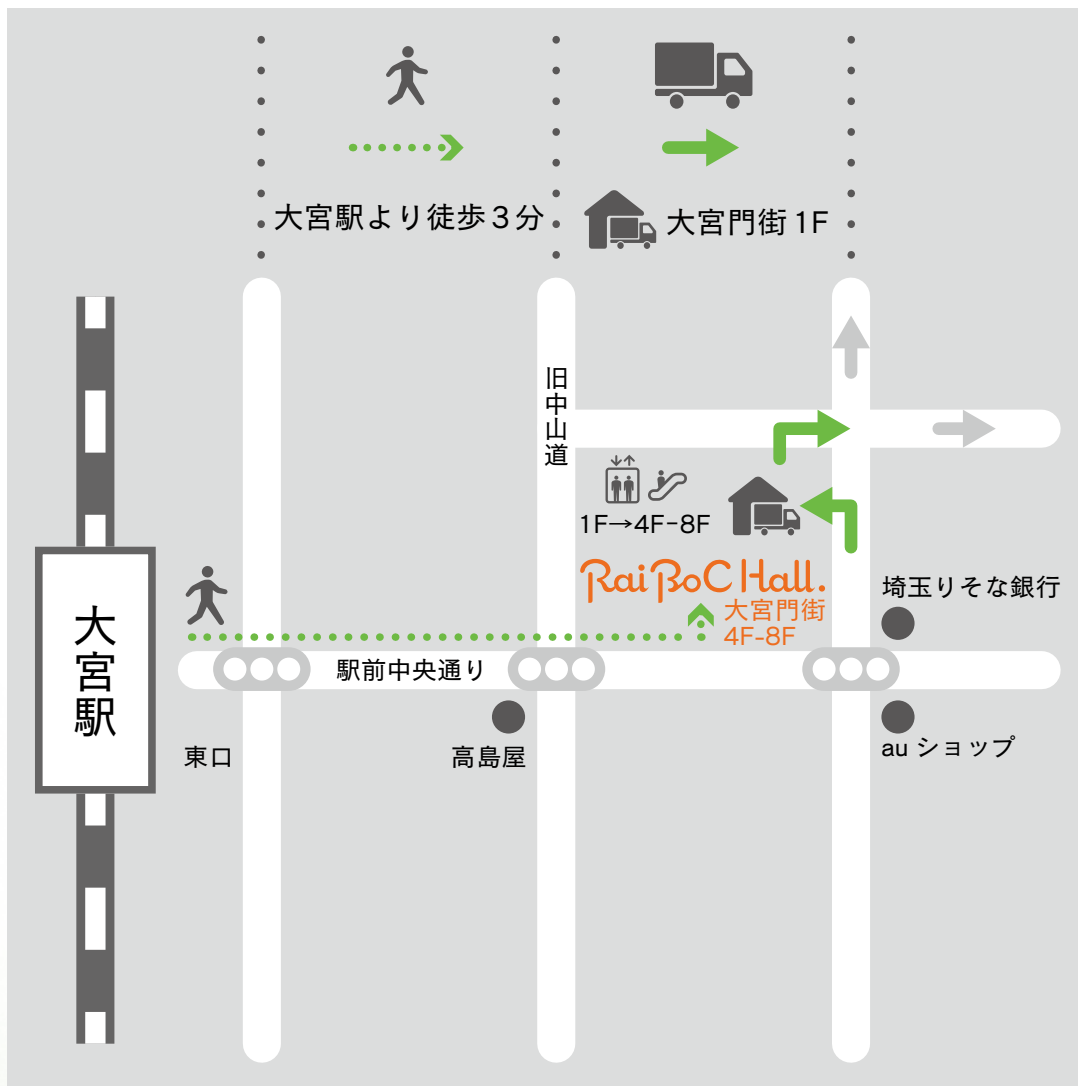 大宮駅より徒歩3分
大宮門街 1F
旧中山道
1F→4F-8F
RaiBoC Hall.
大宮門街
4F-8F
埼玉りそな銀行
大宮駅
駅前中央通り
東口
高島屋
au ショップ